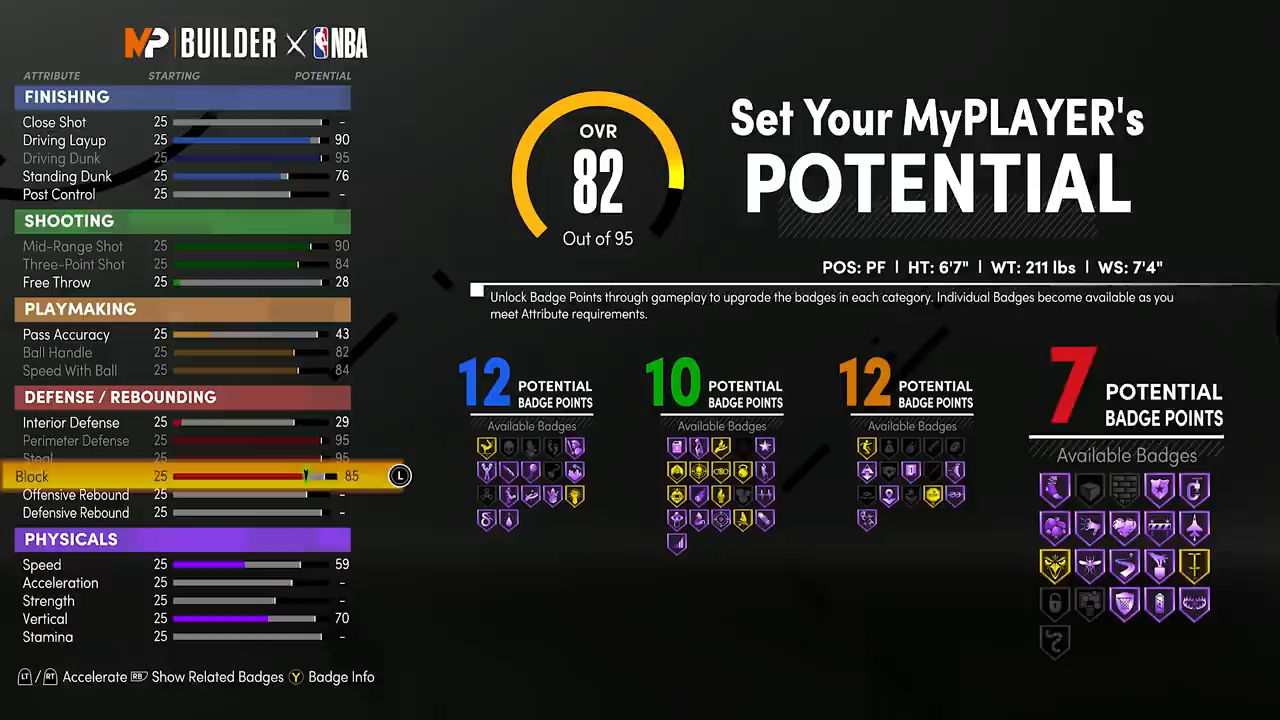 MP BUILDER X NBA
ATTRIBUTE STARTING POTENTIAL
FINISHING
Close Shot 25 -
Driving Layup 25 90
Driving Dunk 25 95
Standing Dunk 25 76
Post Control 25 -
SHOOTING
Mid-Range Shot 25 90
Three-Point Shot 25 84
Free Throw 25 28
PLAYMAKING
Pass Accuracy 25 43
Ball Handle 25 82
Speed With Ball 25 84
DEFENSE / REBOUNDING
Interior Defense 25 29
Perimeter Defense 25 95
Steal 25 95
Block 25 85 L
Offensive Rebound 25 -
Defensive Rebound 25 -
PHYSICALS
Speed 25 59
Acceleration 25 -
Strength 25 -
Vertical 25 70
Stamina 25 -
LT / RT Accelerate RB Show Related Badges Y Badge Info
OVR
82
Out of 95
Set Your MyPLAYER's
POTENTIAL
POS: PF | HT: 6'7" | WT: 211 lbs | WS: 7'4"
Unlock Badge Points through gameplay to upgrade the badges in each category. Individual Badges become available as you
meet Attribute requirements.
12 POTENTIAL BADGE POINTS
Available Badges
10 POTENTIAL BADGE POINTS
Available Badges
12 POTENTIAL BADGE POINTS
Available Badges
7 POTENTIAL BADGE POINTS
Available Badges